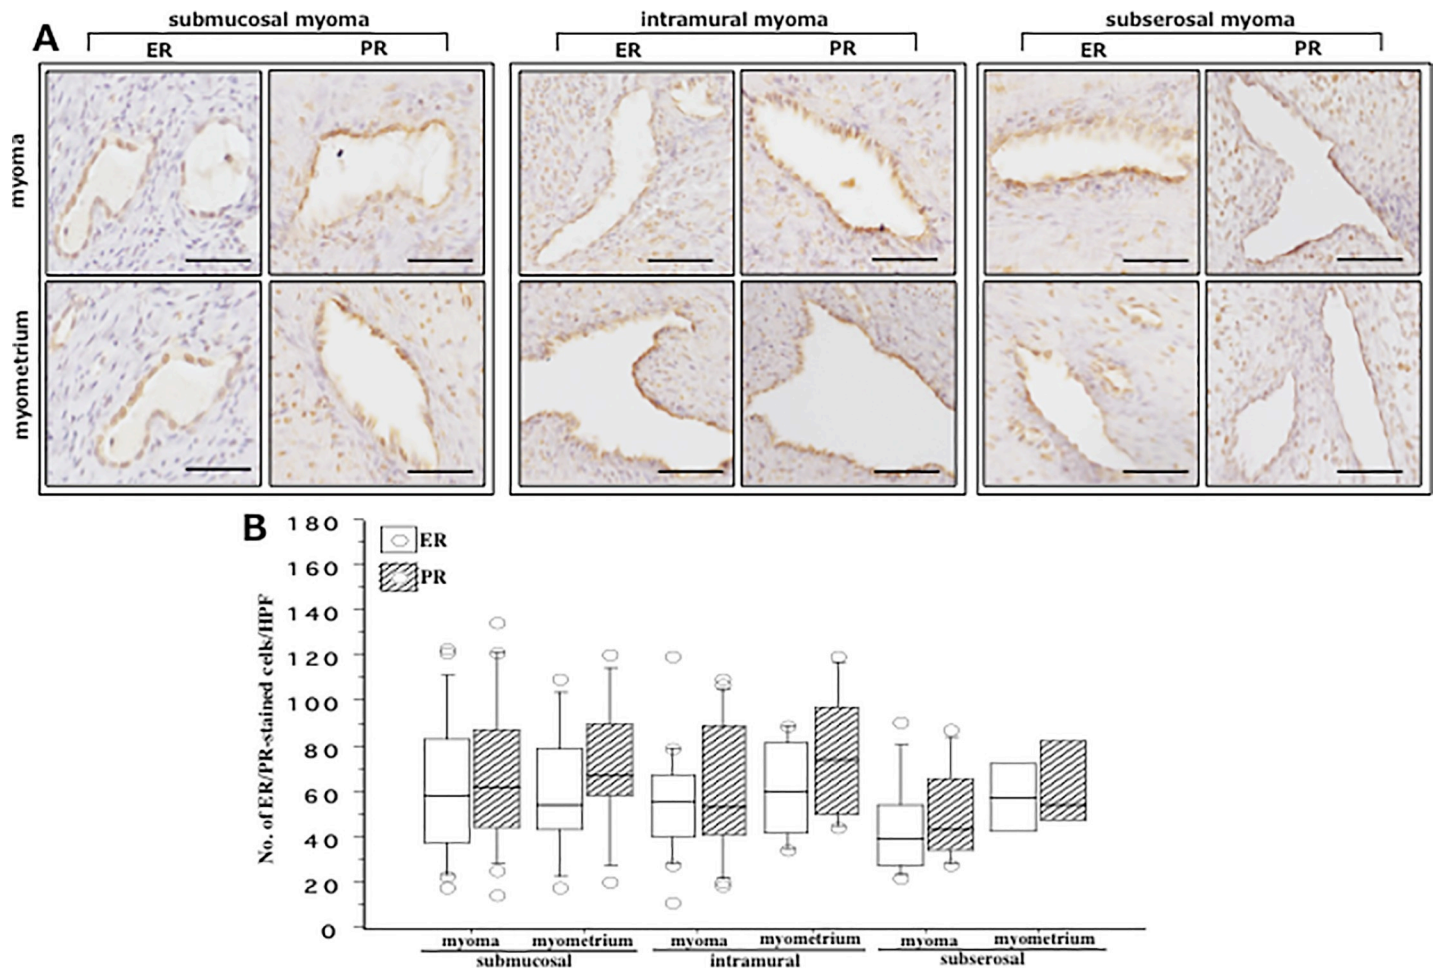 A
submucosal myoma
intramural myoma
subserosal myoma
ER
PR
ER
PR
ER
PR
myoma
myometrium
B
180
160
140
120
100
80
60
40
20
0
No. of ER/PR-stained cells/HPF
ER
PR
myoma
myometrium
myoma
myometrium
myoma
myometrium
submucosal
intramural
subserosal